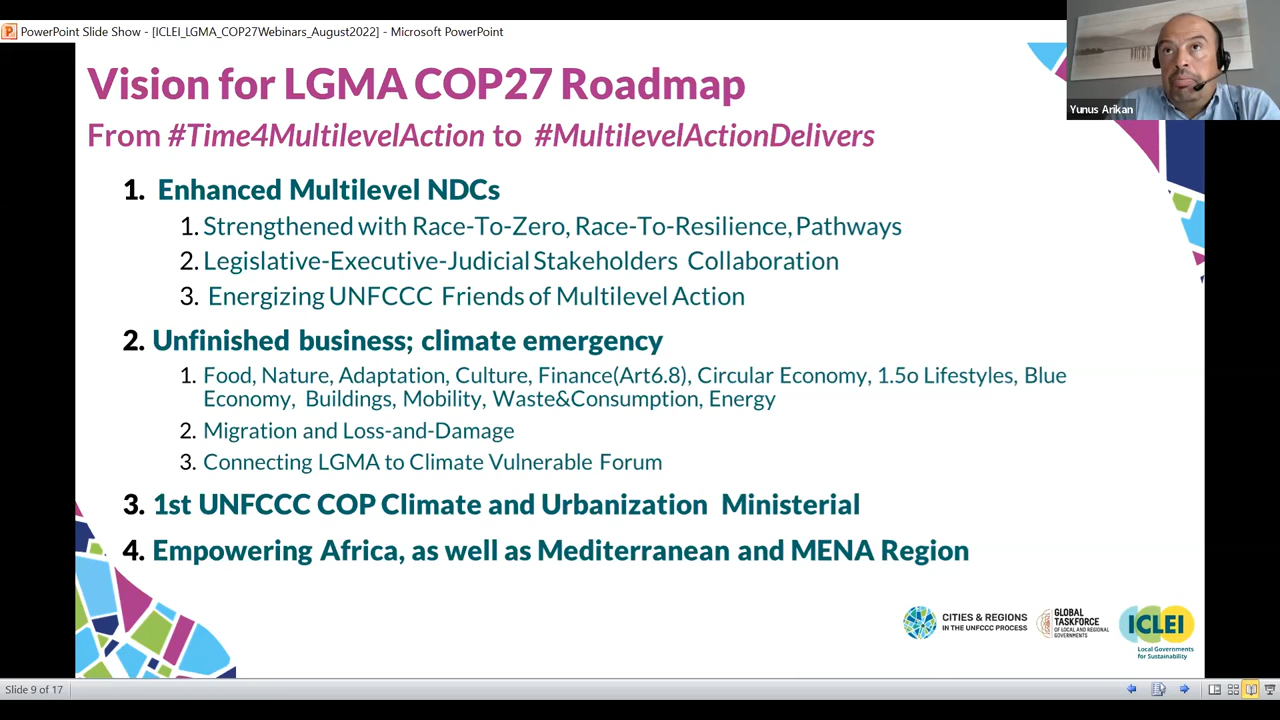 PowerPoint Slide Show - [ICLEI_LGMA_COP27Webinars_August2022] - Microsoft PowerPoint
Yunus Arikan
Vision for LGMA COP27 Roadmap
From #Time4MultilevelAction to #MultilevelActionDelivers
1. Enhanced Multilevel NDCs
1. Strengthened with Race-To-Zero, Race-To-Resilience, Pathways
2. Legislative-Executive-Judicial Stakeholders Collaboration
3. Energizing UNFCCC Friends of Multilevel Action
2. Unfinished business; climate emergency
1. Food, Nature, Adaptation, Culture, Finance(Art6.8), Circular Economy, 1.5o Lifestyles, Blue
Economy, Buildings, Mobility, Waste&Consumption, Energy
2. Migration and Loss-and-Damage
3. Connecting LGMA to Climate Vulnerable Forum
3. 1st UNFCCC COP Climate and Urbanization Ministerial
4. Empowering Africa, as well as Mediterranean and MENA Region
CITIES & REGIONS
IN THE UNFCCC PROCESS
GLOBAL
TASKFORCE
OF LOCAL AND REGIONAL
GOVERNMENTS
ICLEI
Local Governments
for Sustainability
Slide 9 of 17